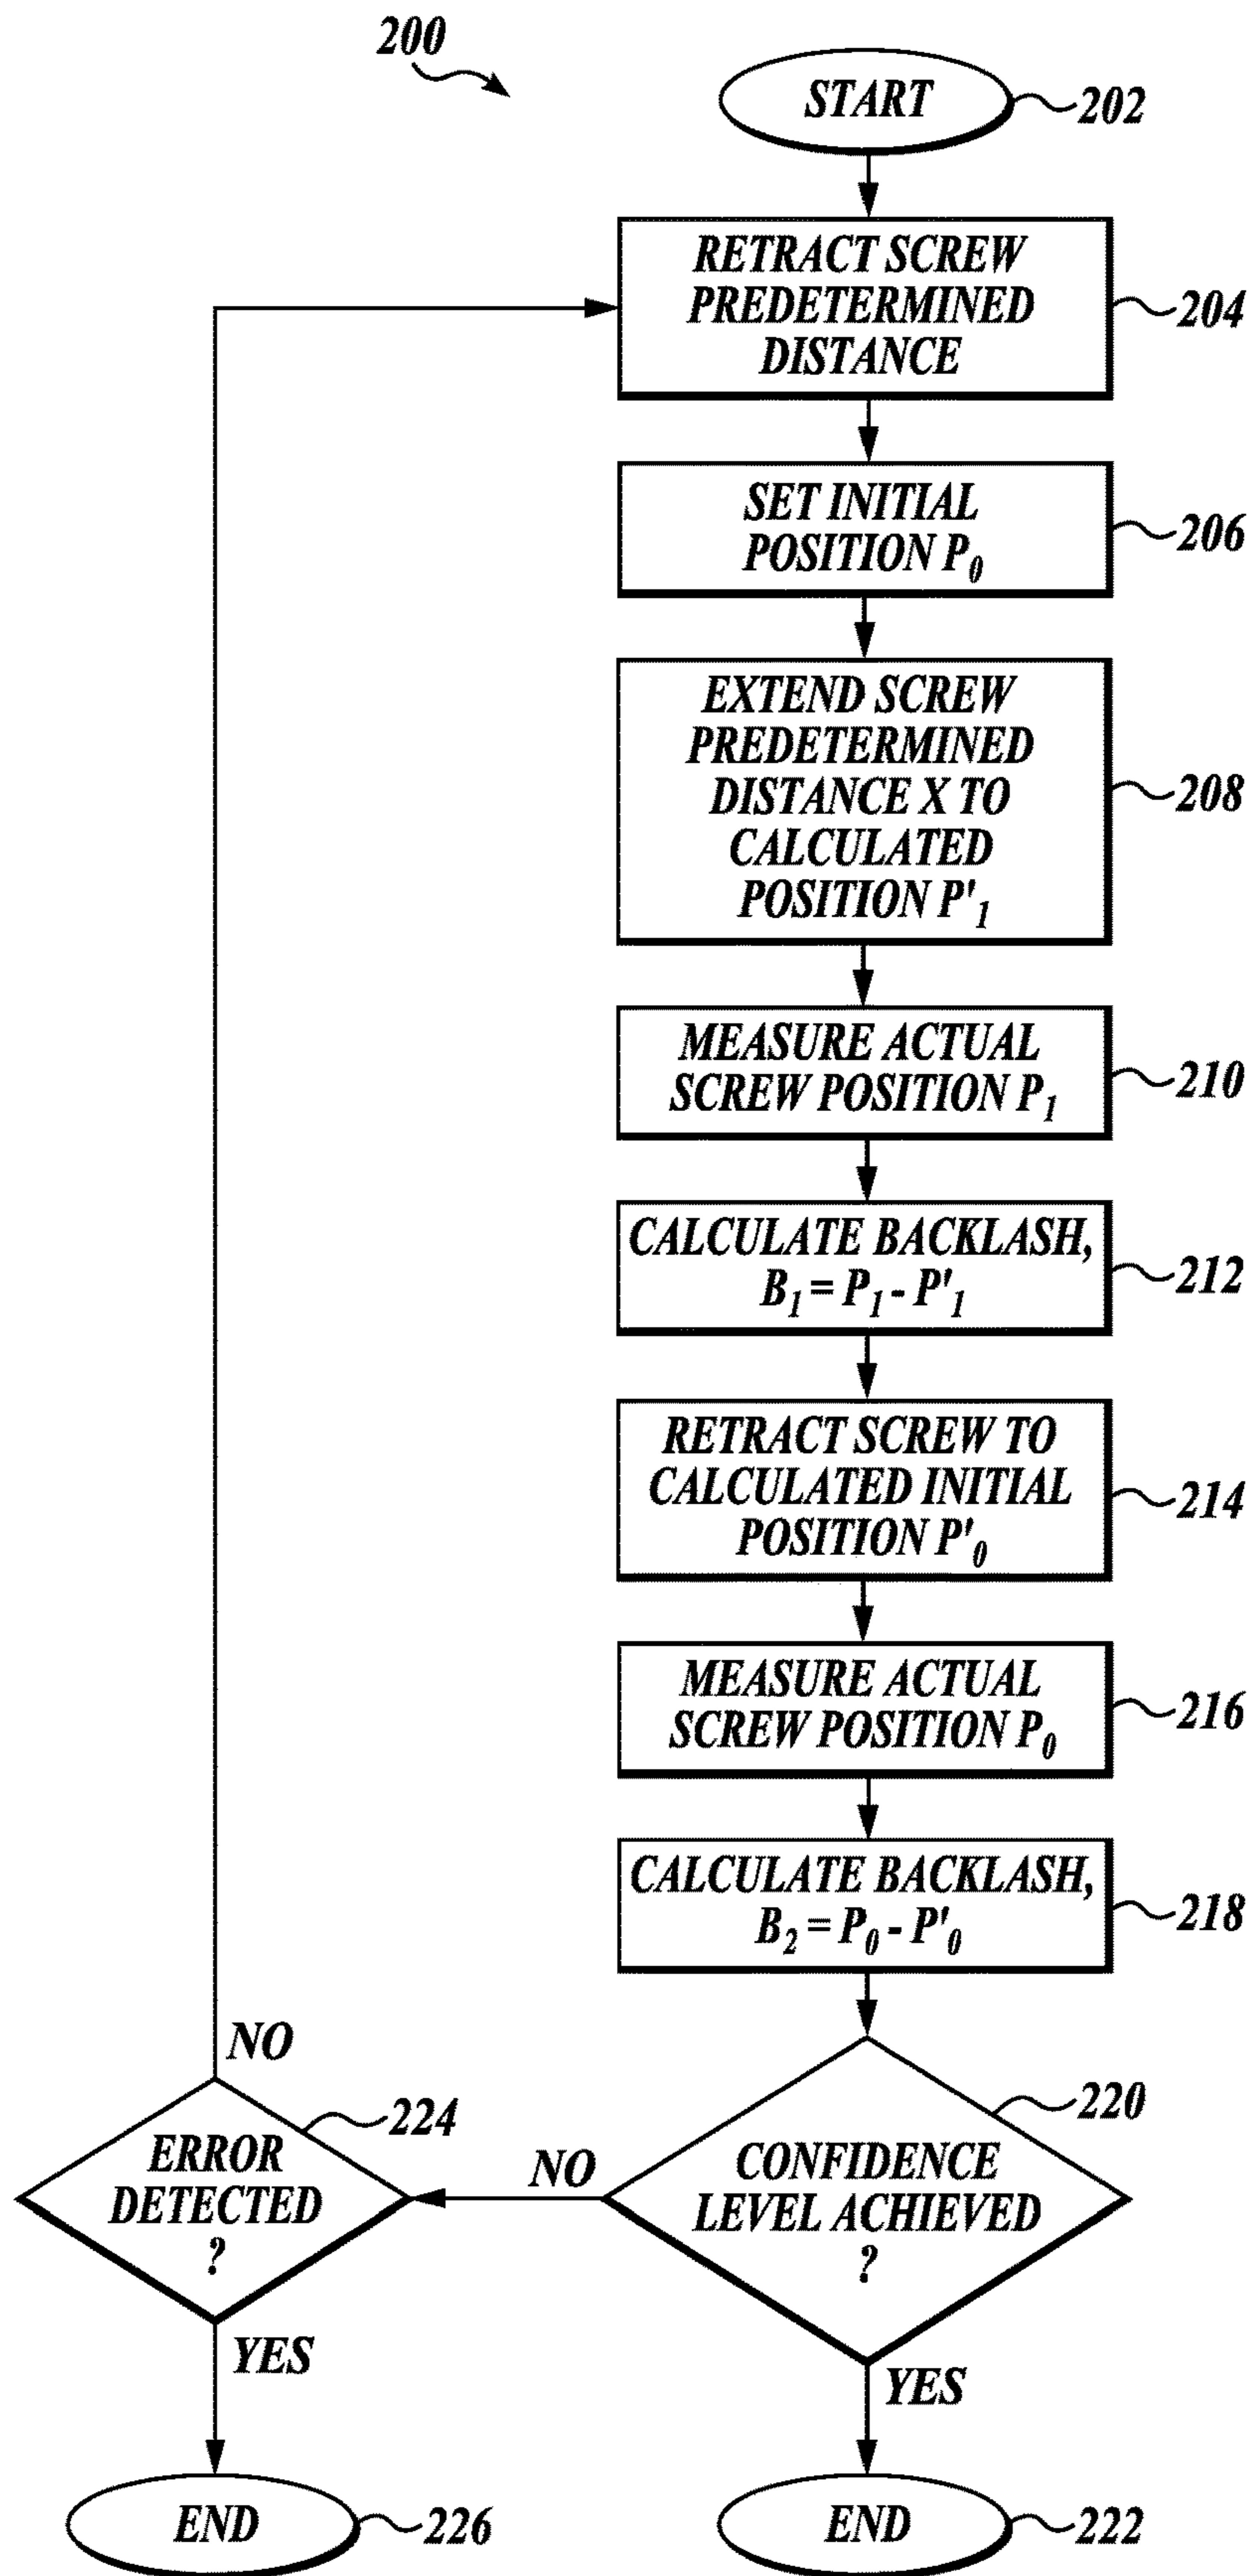 200
START
202
RETRACT SCREW
PREDETERMINED
DISTANCE
204
SET INITIAL
POSITION P₀
206
EXTEND SCREW
PREDETERMINED
DISTANCE X TO
CALCULATED
POSITION P'₁
208
MEASURE ACTUAL
SCREW POSITION P₁
210
CALCULATE BACKLASH,
B₁ = P₁ - P'₁
212
RETRACT SCREW TO
CALCULATED INITIAL
POSITION P'₀
214
MEASURE ACTUAL
SCREW POSITION P₀
216
CALCULATE BACKLASH,
B₂ = P₀ - P'₀
218
CONFIDENCE
LEVEL ACHIEVED
?
220
NO
YES
END
222
ERROR
DETECTED
?
224
NO
YES
END
226